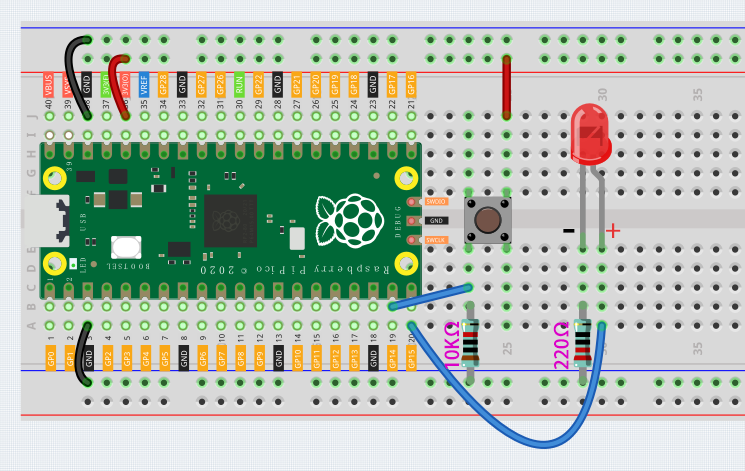 VBUS
VSYS
GND
3V3(O)
VREF
GP28
GND
GP27
GP26
RUN
GP22
GND
GP21
GP20
GP19
GP18
GND
GP17
GP16
40
39
38
37
36
35
34
33
32
31
30
29
28
27
26
25
24
23
22
21
J
I
H
G
F
30
35
USB
LED
BOOTSEL
Raspberry Pi Pico © 2020
DEBUG
SWDIO
GND
SWCLK
-
+
E
D
C
B
A
10KΩ
220Ω
25
30
35
1
2
3
4
5
6
7
8
9
10
11
12
13
14
15
16
17
18
19
20
GP0
GP1
GND
GP2
GP3
GP4
GP5
GND
GP6
GP7
GP8
GP9
GND
GP10
GP11
GP12
GP13
GND
GP14
GP15